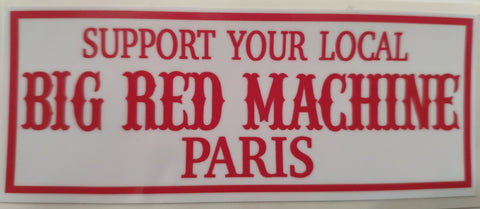 SUPPORT YOUR LOCAL
BIG RED MACHINE
PARIS